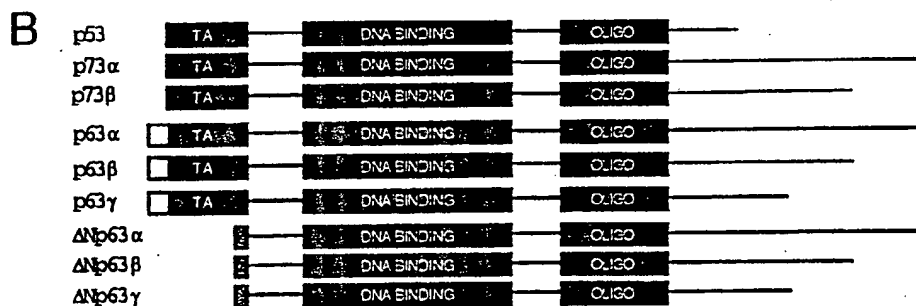 B
p53 TA DNA BINDING OLIGO
p73α TA DNA BINDING OLIGO
p73β TA DNA BINDING OLIGO
p63α TA DNA BINDING OLIGO
p63β TA DNA BINDING OLIGO
p63γ TA DNA BINDING OLIGO
ΔNp63α DNA BINDING OLIGO
ΔNp63β DNA BINDING OLIGO
ΔNp63γ DNA BINDING OLIGO